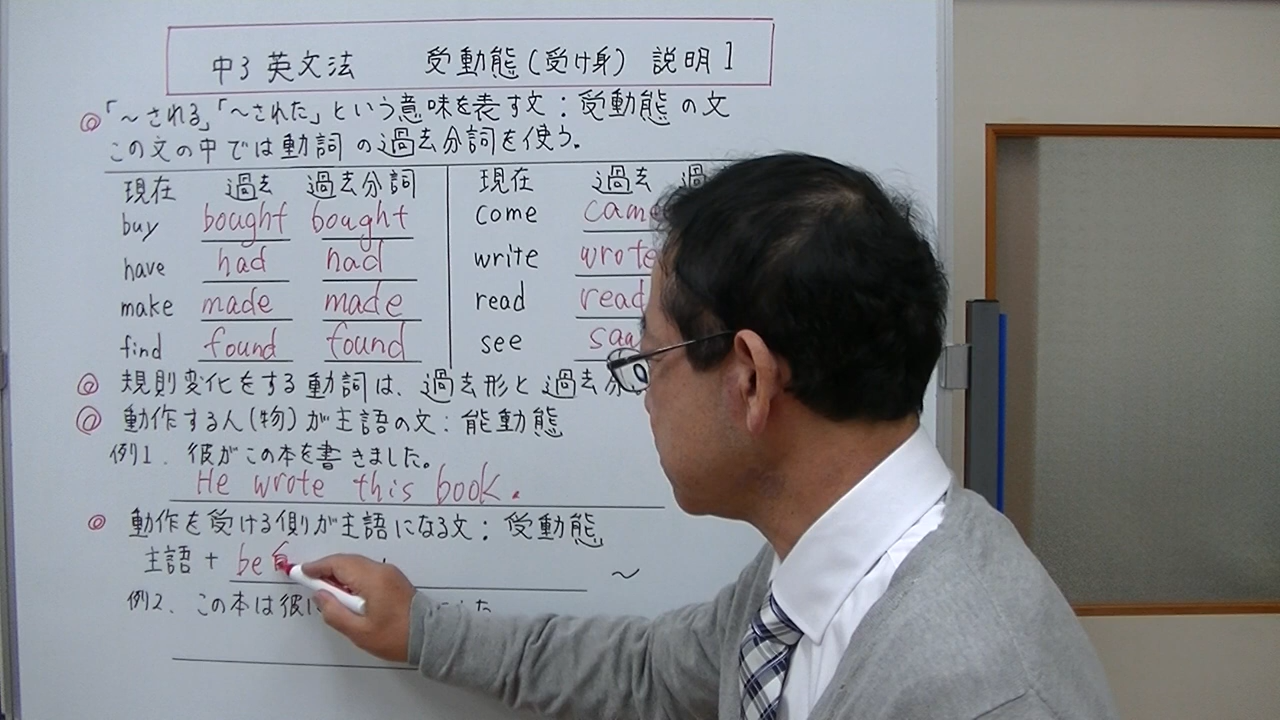 中3 英文法 受動態(受け身) 説明1
◎「~される」「~された」という意味を表す文:受動態の文
この文の中では動詞の過去分詞を使う。
現在 過去 過去分詞 現在 過去 過
buy bought bought come came
have had had write wrote
make made made read read
find found found see saw
◎ 規則変化をする動詞は、過去形と過去分
◎ 動作する人(物)が主語の文:能動態
例1. 彼がこの本を書きました。
He wrote this book.
◎ 動作を受ける側が主語になる文:受動態
主語 + be ~
例2. この本は彼に した